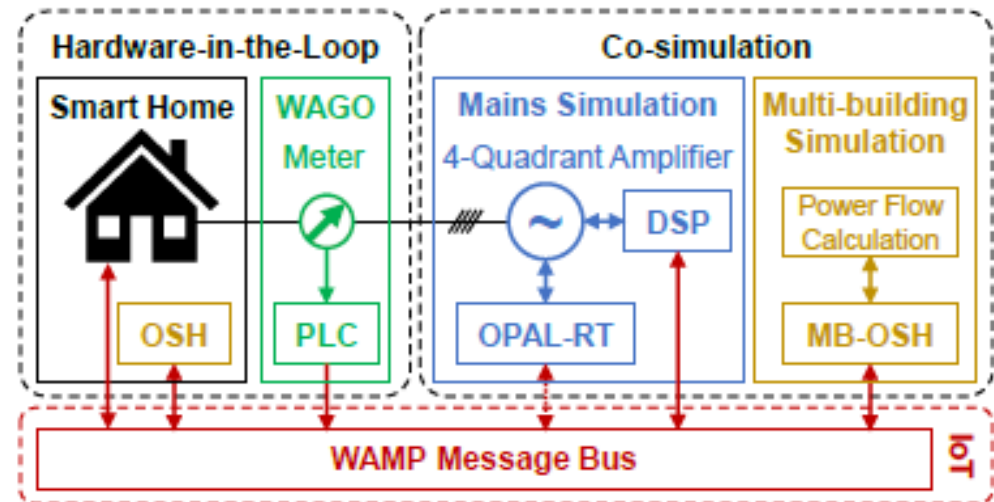 Hardware-in-the-Loop
Co-simulation
Smart Home
WAGO
Meter
Mains Simulation
4-Quadrant Amplifier
Multi-building
Simulation
~
DSP
Power Flow
Calculation
OSH
PLC
OPAL-RT
MB-OSH
WAMP Message Bus
IoT